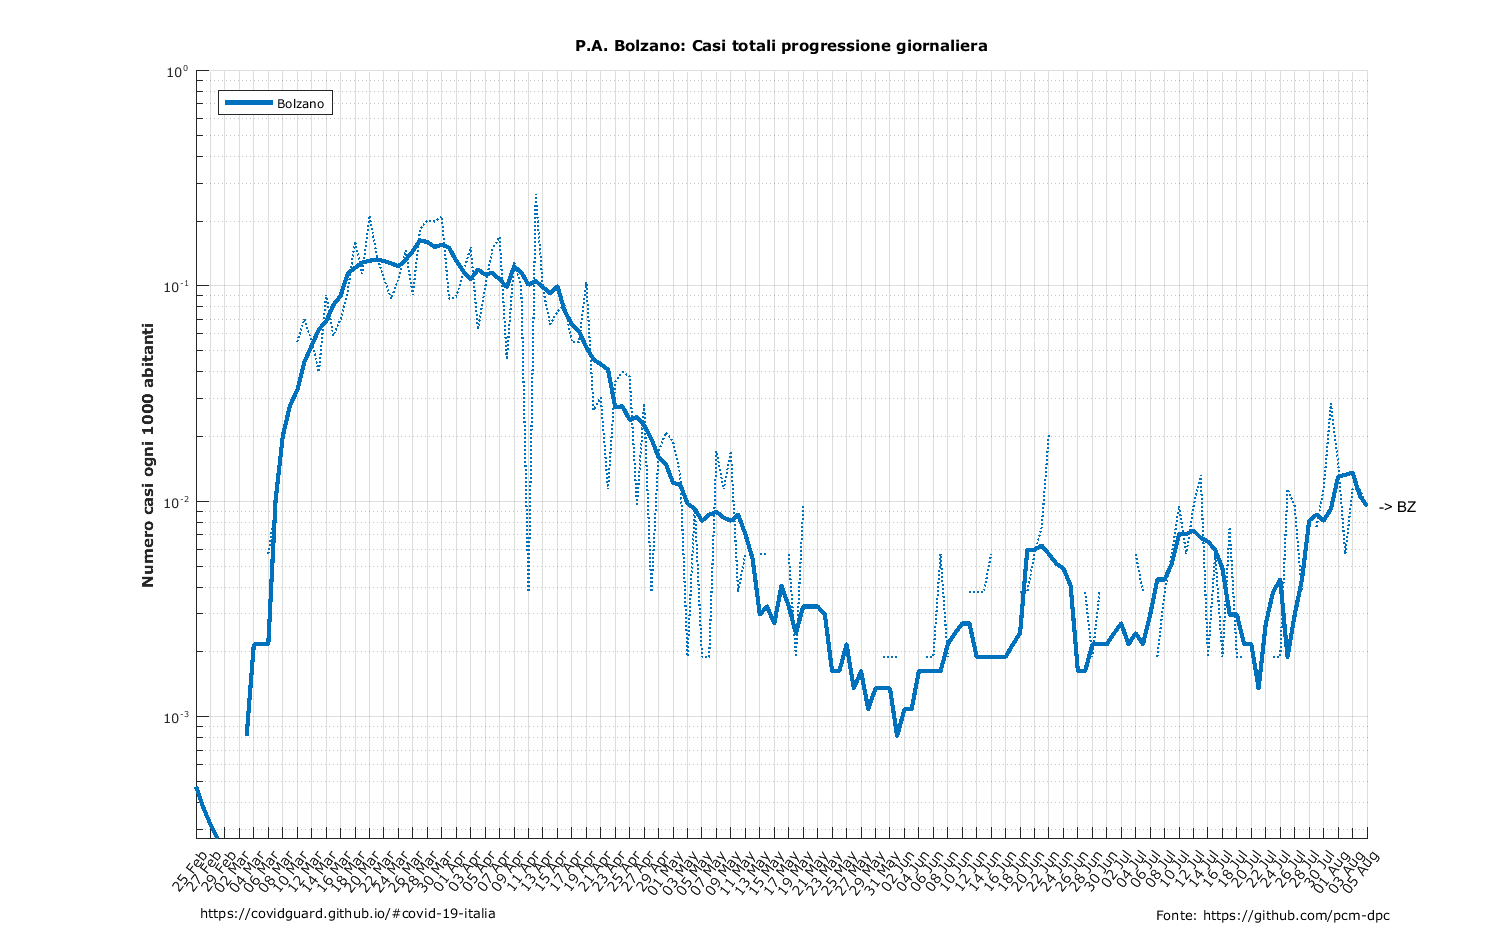 P.A. Bolzano: Casi totali progressione giornaliera
Bolzano
Numero casi ogni 1000 abitanti
10^0
10^-1
10^-2
10^-3
-> BZ
25 Feb
27 Feb
29 Feb
02 Mar
04 Mar
06 Mar
08 Mar
10 Mar
12 Mar
14 Mar
16 Mar
18 Mar
20 Mar
22 Mar
24 Mar
26 Mar
28 Mar
30 Mar
01 Apr
03 Apr
05 Apr
07 Apr
09 Apr
11 Apr
13 Apr
15 Apr
17 Apr
19 Apr
21 Apr
23 Apr
25 Apr
27 Apr
29 Apr
01 May
03 May
05 May
07 May
09 May
11 May
13 May
15 May
17 May
19 May
21 May
23 May
25 May
27 May
29 May
31 May
02 Jun
04 Jun
06 Jun
08 Jun
10 Jun
12 Jun
14 Jun
16 Jun
18 Jun
20 Jun
22 Jun
24 Jun
26 Jun
28 Jun
30 Jun
02 Jul
04 Jul
06 Jul
08 Jul
10 Jul
12 Jul
14 Jul
16 Jul
18 Jul
20 Jul
22 Jul
24 Jul
26 Jul
28 Jul
30 Jul
01 Aug
03 Aug
05 Aug
https://covidguard.github.io/#covid-19-italia
Fonte: https://github.com/pcm-dpc